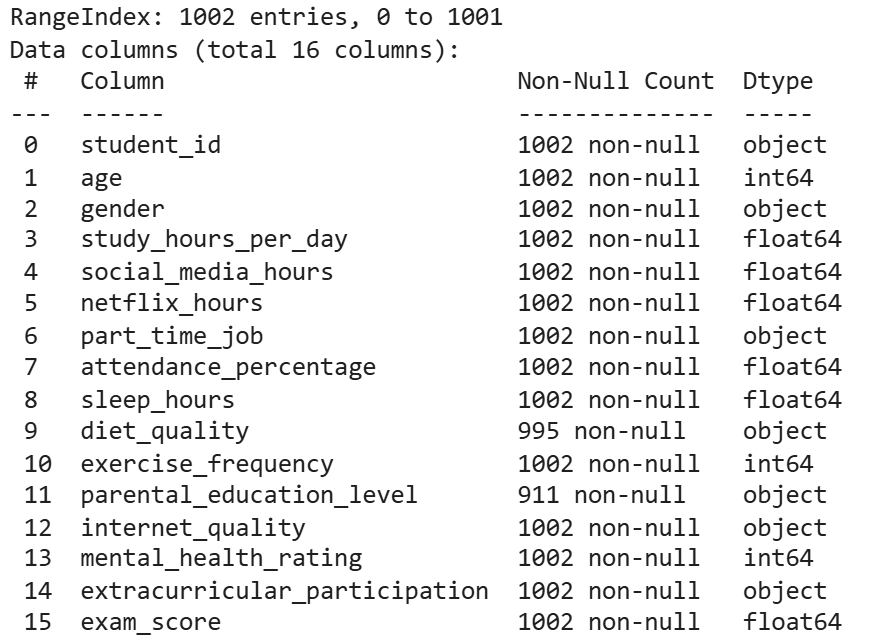 RangeIndex: 1002 entries, 0 to 1001
Data columns (total 16 columns):
 #   Column                         Non-Null Count  Dtype
---  ------                         --------------  -----
 0   student_id                     1002 non-null   object
 1   age                            1002 non-null   int64
 2   gender                         1002 non-null   object
 3   study_hours_per_day            1002 non-null   float64
 4   social_media_hours             1002 non-null   float64
 5   netflix_hours                  1002 non-null   float64
 6   part_time_job                  1002 non-null   object
 7   attendance_percentage          1002 non-null   float64
 8   sleep_hours                    1002 non-null   float64
 9   diet_quality                   995 non-null    object
 10  exercise_frequency             1002 non-null   int64
 11  parental_education_level       911 non-null    object
 12  internet_quality               1002 non-null   object
 13  mental_health_rating           1002 non-null   int64
 14  extracurricular_participation  1002 non-null   object
 15  exam_score                     1002 non-null   float64